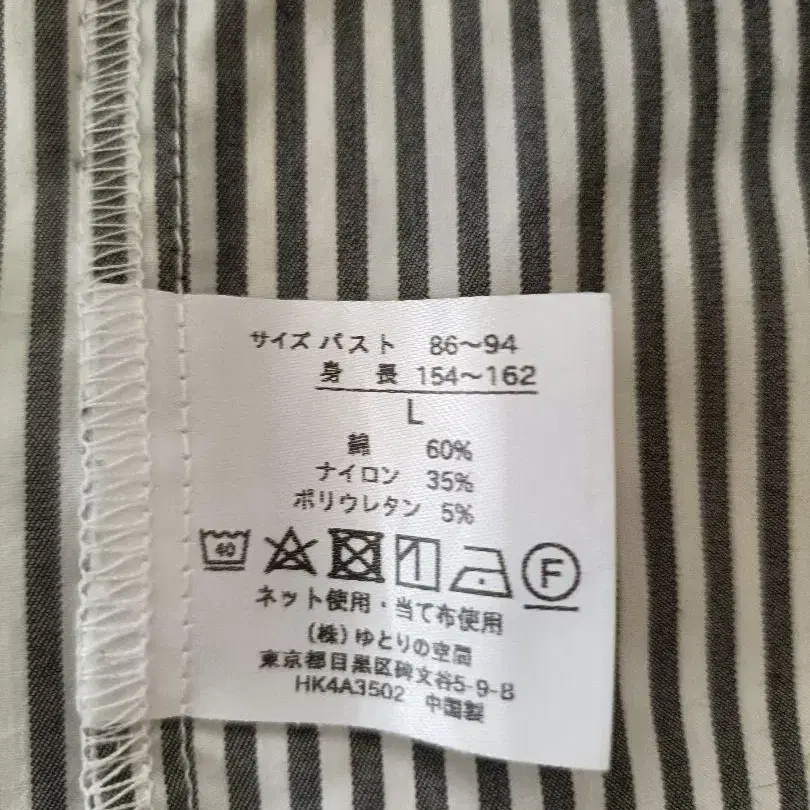 サイズ バスト 86～94
身 長 154～162
L
綿 60%
ナイロン 35%
ポリウレタン 5%
40 F
ネット使用・当て布使用
(株)ゆとりの空間
東京都目黒区碑文谷5-9-8
HK4A3502 中国製